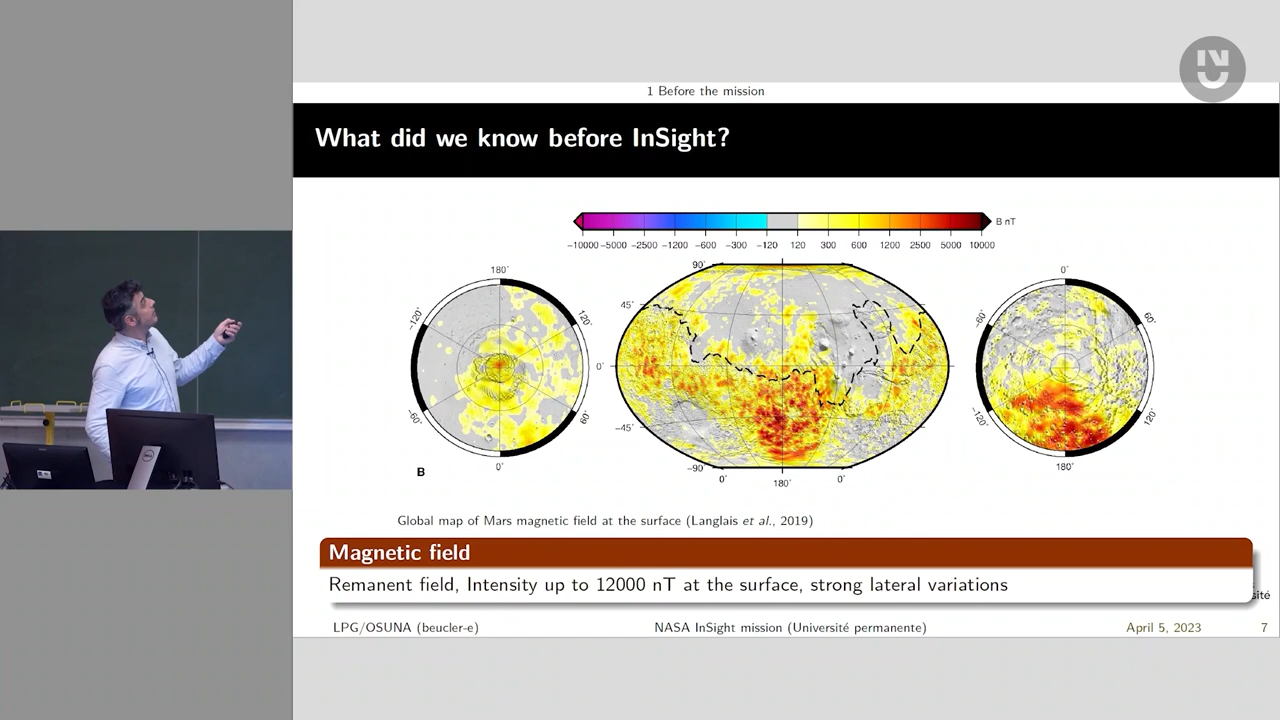 1 Before the mission
What did we know before InSight?
B nT
−10000 −5000 −2500 −1200 −600 −300 −120 120 300 600 1200 2500 5000 10000
180˚
−120˚
120˚
−60˚
60˚
0˚
B
90˚
45˚
0˚
−45˚
−90˚
0˚ 180˚ 0˚
0˚
−60˚
60˚
−120˚
120˚
180˚
Global map of Mars magnetic field at the surface (Langlais et al., 2019)
Magnetic field
Remanent field, Intensity up to 12000 nT at the surface, strong lateral variations
LPG/OSUNA (beucler-e) NASA InSight mission (Université permanente) April 5, 2023 7
DELL